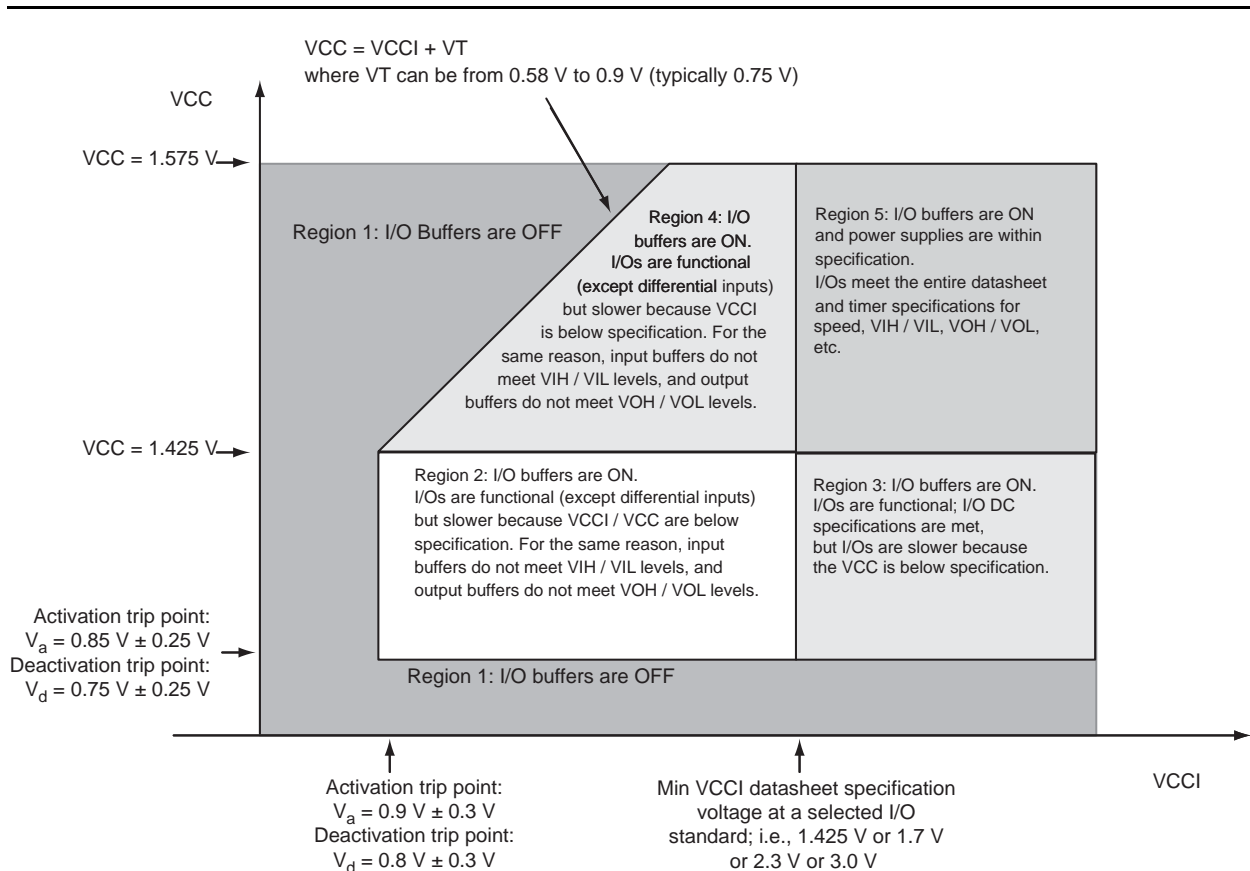 VCC = VCCI + VT
where VT can be from 0.58 V to 0.9 V (typically 0.75 V)
VCC
VCC = 1.575 V
Region 1: I/O Buffers are OFF
Region 4: I/O
buffers are ON.
I/Os are functional
(except differential inputs)
but slower because VCCI
is below specification. For the
same reason, input buffers do not
meet VIH / VIL levels, and output
buffers do not meet VOH / VOL levels.
Region 5: I/O buffers are ON
and power supplies are within
specification.
I/Os meet the entire datasheet
and timer specifications for
speed, VIH / VIL, VOH / VOL,
etc.
VCC = 1.425 V
Region 2: I/O buffers are ON.
I/Os are functional (except differential inputs)
but slower because VCCI / VCC are below
specification. For the same reason, input
buffers do not meet VIH / VIL levels, and
output buffers do not meet VOH / VOL levels.
Region 3: I/O buffers are ON.
I/Os are functional; I/O DC
specifications are met,
but I/Os are slower because
the VCC is below specification.
Activation trip point:
Va = 0.85 V ± 0.25 V
Deactivation trip point:
Vd = 0.75 V ± 0.25 V
Region 1: I/O buffers are OFF
Activation trip point:
Va = 0.9 V ± 0.3 V
Deactivation trip point:
Vd = 0.8 V ± 0.3 V
Min VCCI datasheet specification
voltage at a selected I/O
standard; i.e., 1.425 V or 1.7 V
or 2.3 V or 3.0 V
VCCI